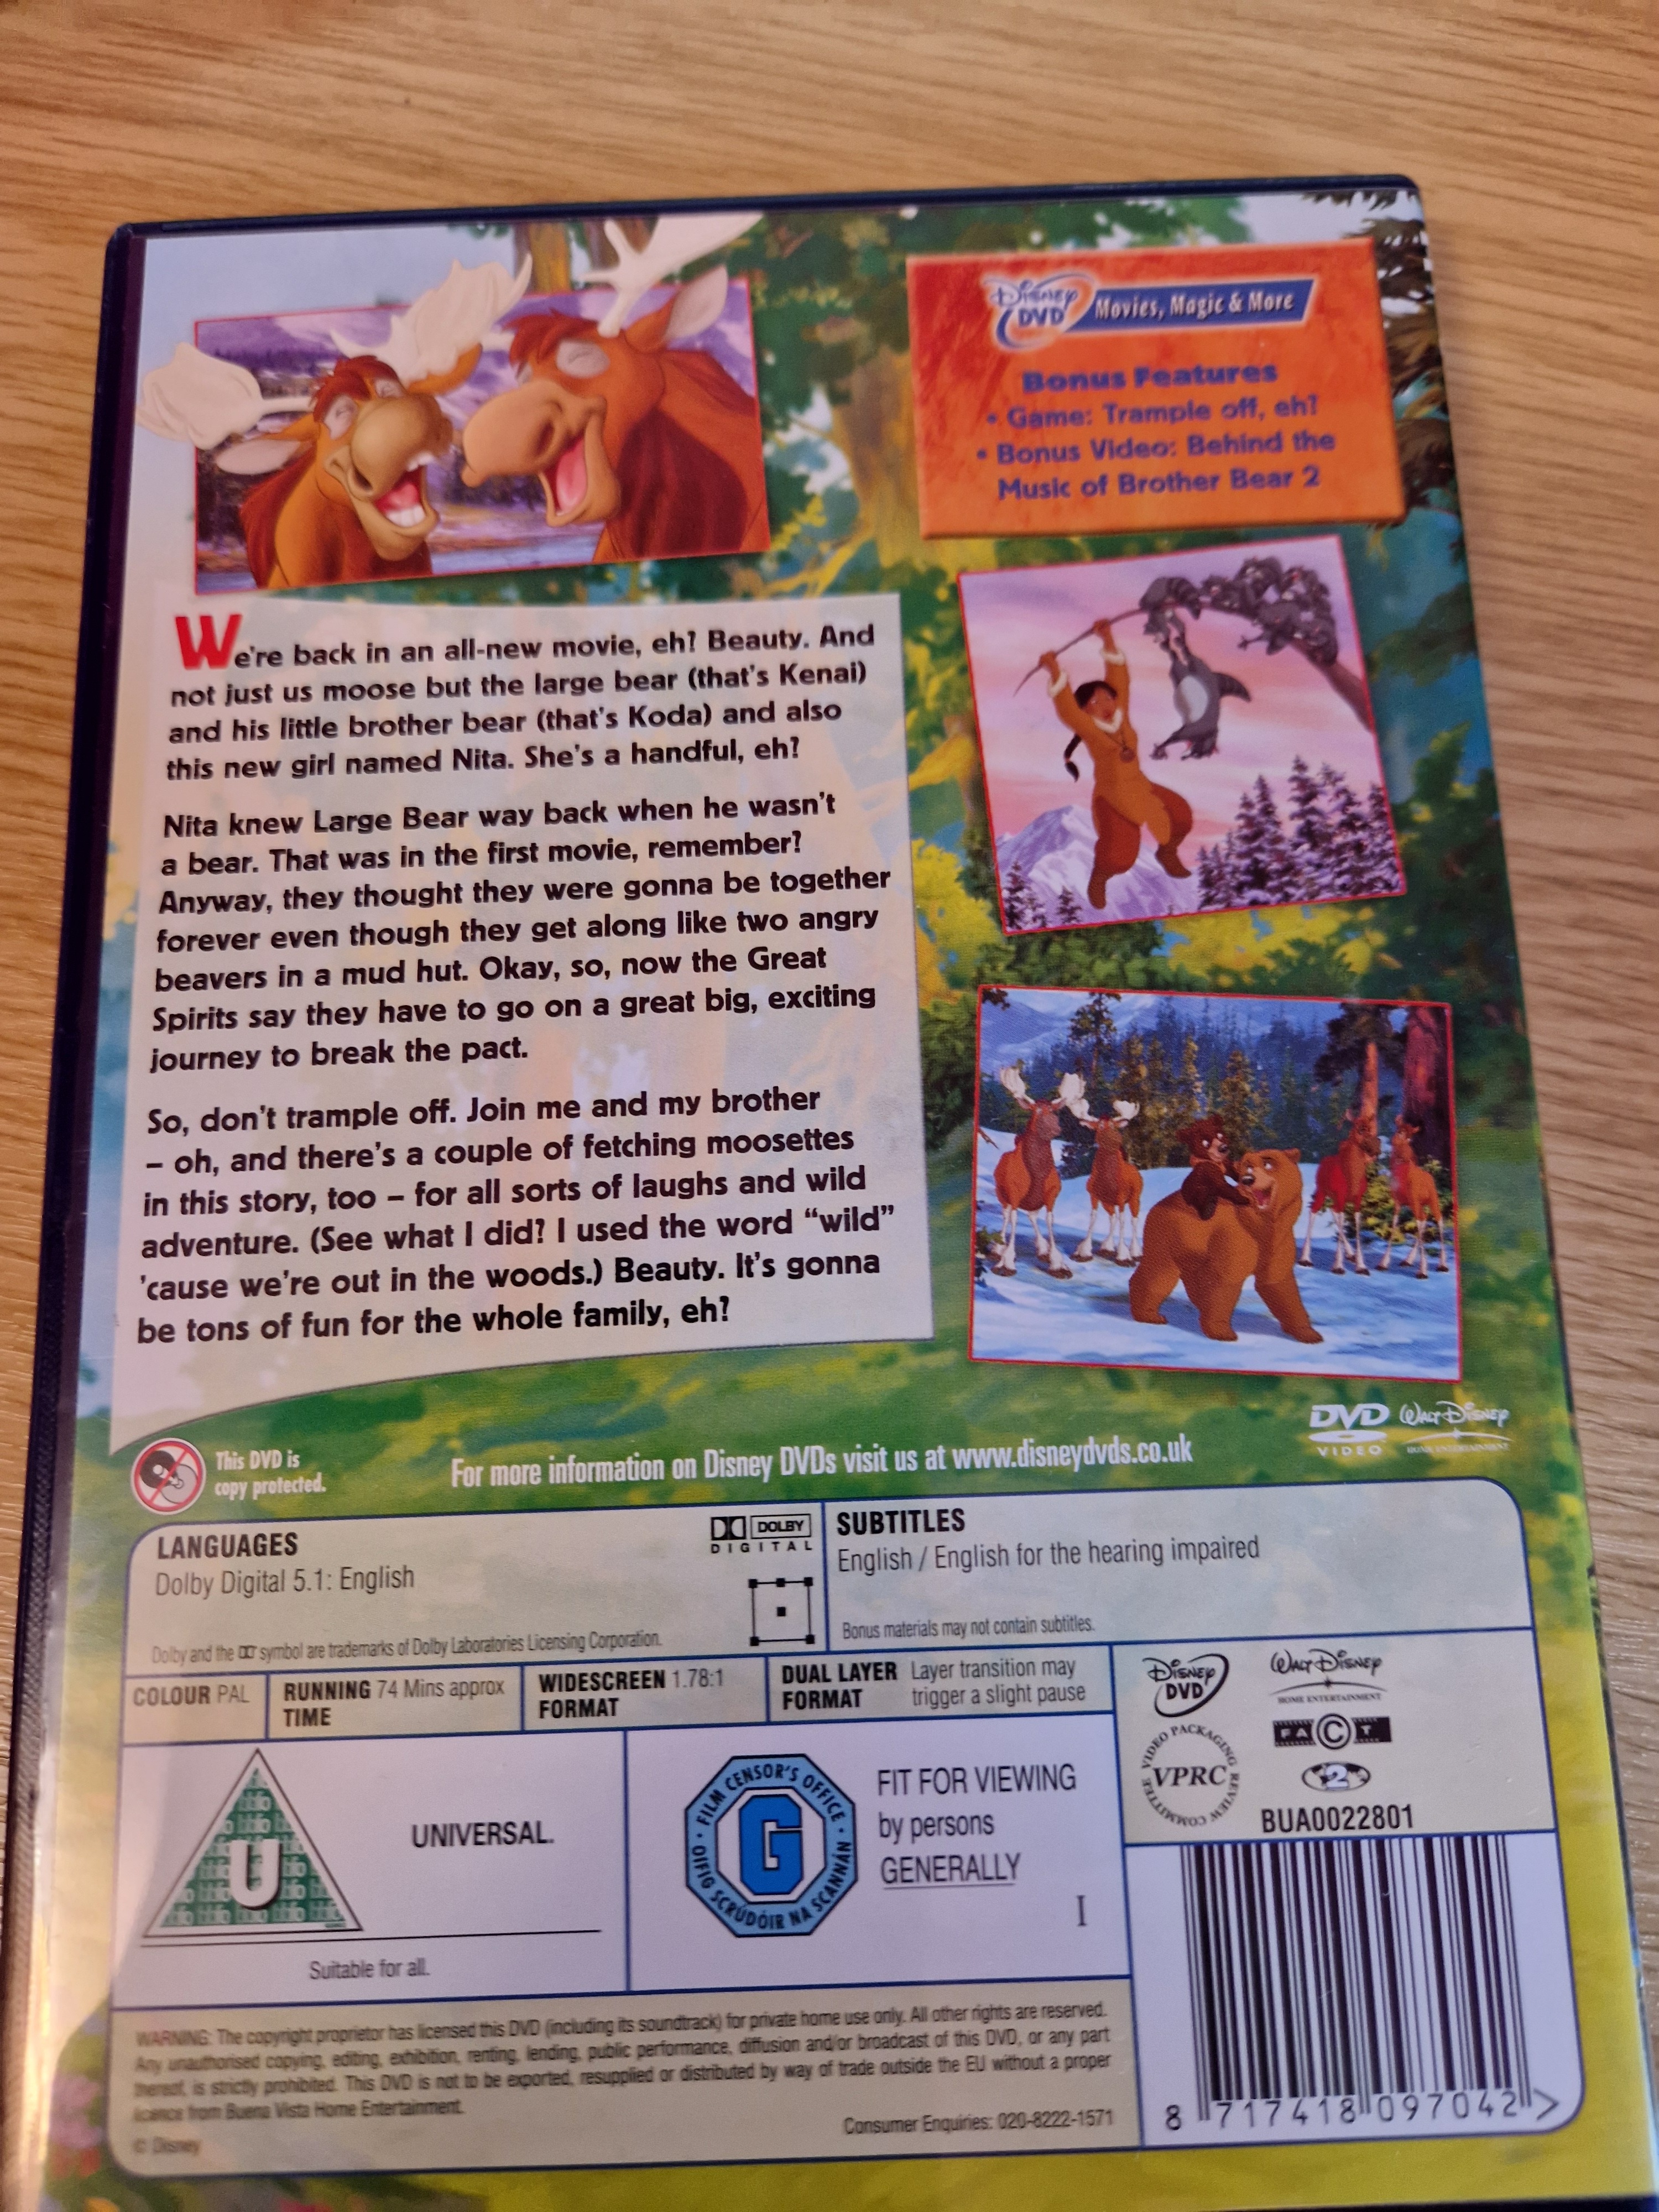 Disney DVD Movies, Magic & More
Bonus Features
• Game: Trample off, eh?
• Bonus Video: Behind the
Music of Brother Bear 2
We're back in an all-new movie, eh? Beauty. And
not just us moose but the large bear (that's Kenai)
and his little brother bear (that's Koda) and also
this new girl named Nita. She's a handful, eh?
Nita knew Large Bear way back when he wasn't
a bear. That was in the first movie, remember?
Anyway, they thought they were gonna be together
forever even though they get along like two angry
beavers in a mud hut. Okay, so, now the Great
Spirits say they have to go on a great big, exciting
journey to break the pact.
So, don't trample off. Join me and my brother
– oh, and there's a couple of fetching moosettes
in this story, too – for all sorts of laughs and wild
adventure. (See what I did? I used the word “wild”
'cause we're out in the woods.) Beauty. It's gonna
be tons of fun for the whole family, eh?
DVD VIDEO
WALT DISNEY
HOME ENTERTAINMENT
This DVD is
copy protected.
For more information on Disney DVDs visit us at www.disneydvds.co.uk
LANGUAGES
Dolby Digital 5.1: English
DOLBY
DIGITAL
Dolby and the DD symbol are trademarks of Dolby Laboratories Licensing Corporation.
SUBTITLES
English / English for the hearing impaired
Bonus materials may not contain subtitles.
COLOUR PAL
RUNNING 74 Mins approx
TIME
WIDESCREEN 1.78:1
FORMAT
DUAL LAYER Layer transition may
FORMAT trigger a slight pause
Disney DVD
WALT DISNEY
HOME ENTERTAINMENT
VIDEO PACKAGING REVIEW COMMITTEE
VPRC
FACT
2
BUA0022801
U
UNIVERSAL.
Suitable for all.
FILM CENSOR'S OFFICE
G
OIFIG SCRÚDÓIR NA SCANNÁN
FIT FOR VIEWING
by persons
GENERALLY
I
WARNING: The copyright proprietor has licensed this DVD (including its soundtrack) for private home use only. All other rights are reserved.
Any unauthorised copying, editing, exhibition, renting, lending, public performance, diffusion and/or broadcast of this DVD, or any part
thereof, is strictly prohibited. This DVD is not to be exported, resupplied or distributed by way of trade outside the EU without a proper
licence from Buena Vista Home Entertainment.
© Disney
Consumer Enquiries: 020-8222-1571
8 717418 097042 >